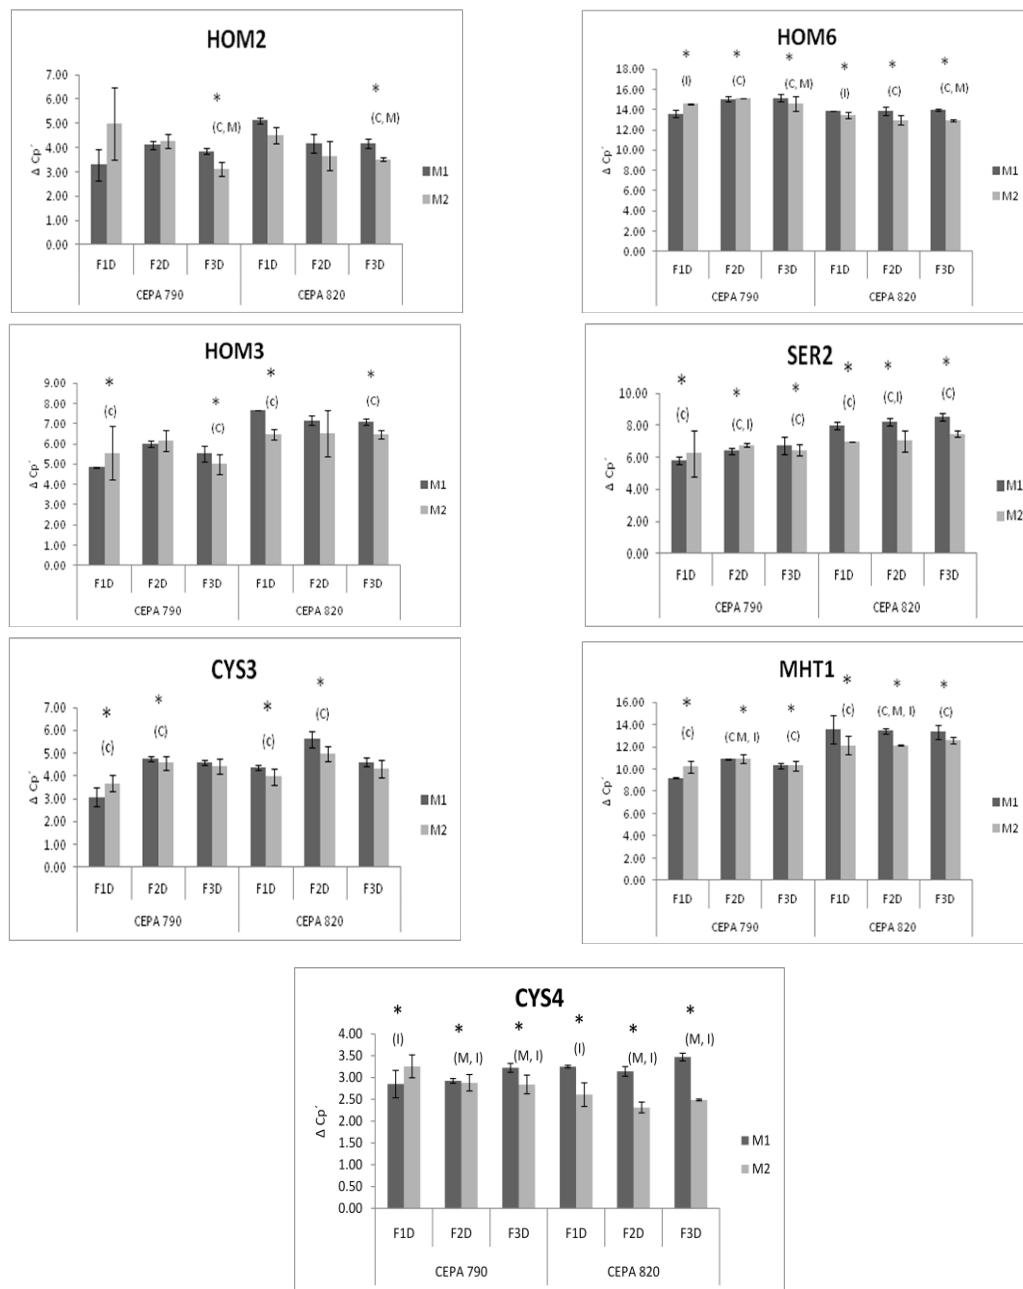 HOM2
7.00
6.00
5.00
4.00
3.00
2.00
1.00
0.00
Δ Cp´
*
(C, M)
*
(C, M)
M1
M2
F1D F2D F3D F1D F2D F3D
CEPA 790 CEPA 820
HOM6
18.00
16.00
14.00
12.00
10.00
8.00
6.00
4.00
2.00
0.00
Δ Cp´
* * * * * *
(I) (C) (C, M) (I) (C) (C, M)
M1
M2
F1D F2D F3D F1D F2D F3D
CEPA 790 CEPA 820
HOM3
9.00
8.00
7.00
6.00
5.00
4.00
3.00
2.00
1.00
0.00
Δ Cp´
* * * *
(c) (C) (c) (C)
M1
M2
F1D F2D F3D F1D F2D F3D
CEPA 790 CEPA 820
SER2
10.00
8.00
6.00
4.00
2.00
0.00
Δ Cp´
* * * * * *
(c) (C, I) (C) (c) (C,I) (C)
M1
M2
F1D F2D F3D F1D F2D F3D
CEPA 790 CEPA 820
CYS3
7.00
6.00
5.00
4.00
3.00
2.00
1.00
0.00
Δ Cp´
* * * *
(c) (C) (c) (C)
M1
M2
F1D F2D F3D F1D F2D F3D
CEPA 790 CEPA 820
MHT1
16.00
14.00
12.00
10.00
8.00
6.00
4.00
2.00
0.00
Δ Cp´
* * * * * *
(c) (C M, I) (C) (c) (C, M, I) (C)
M1
M2
F1D F2D F3D F1D F2D F3D
CEPA 790 CEPA 820
CYS4
4.00
3.50
3.00
2.50
2.00
1.50
1.00
0.50
0.00
Δ Cp´
* * * * * *
(I) (M, I) (M, I) (I) (M, I) (M, I)
M1
M2
F1D F2D F3D F1D F2D F3D
CEPA 790 CEPA 820